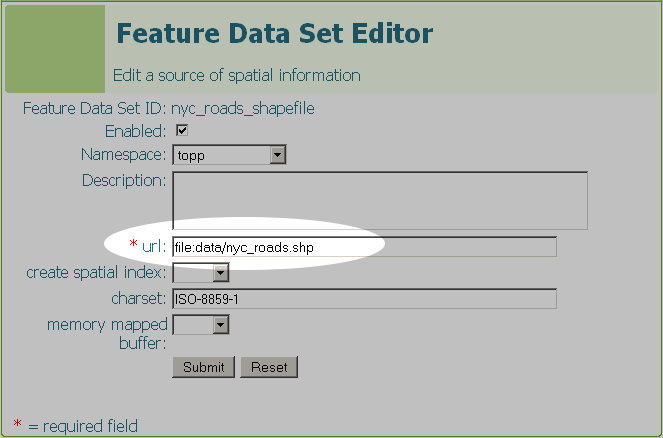 Feature Data Set Editor
Edit a source of spatial information
Feature Data Set ID: nyc_roads_shapefile
Enabled:
Namespace: topp
Description:
* url: file:data/nyc_roads.shp
create spatial index:
charset: ISO-8859-1
memory mapped
buffer:
Submit Reset
* = required field